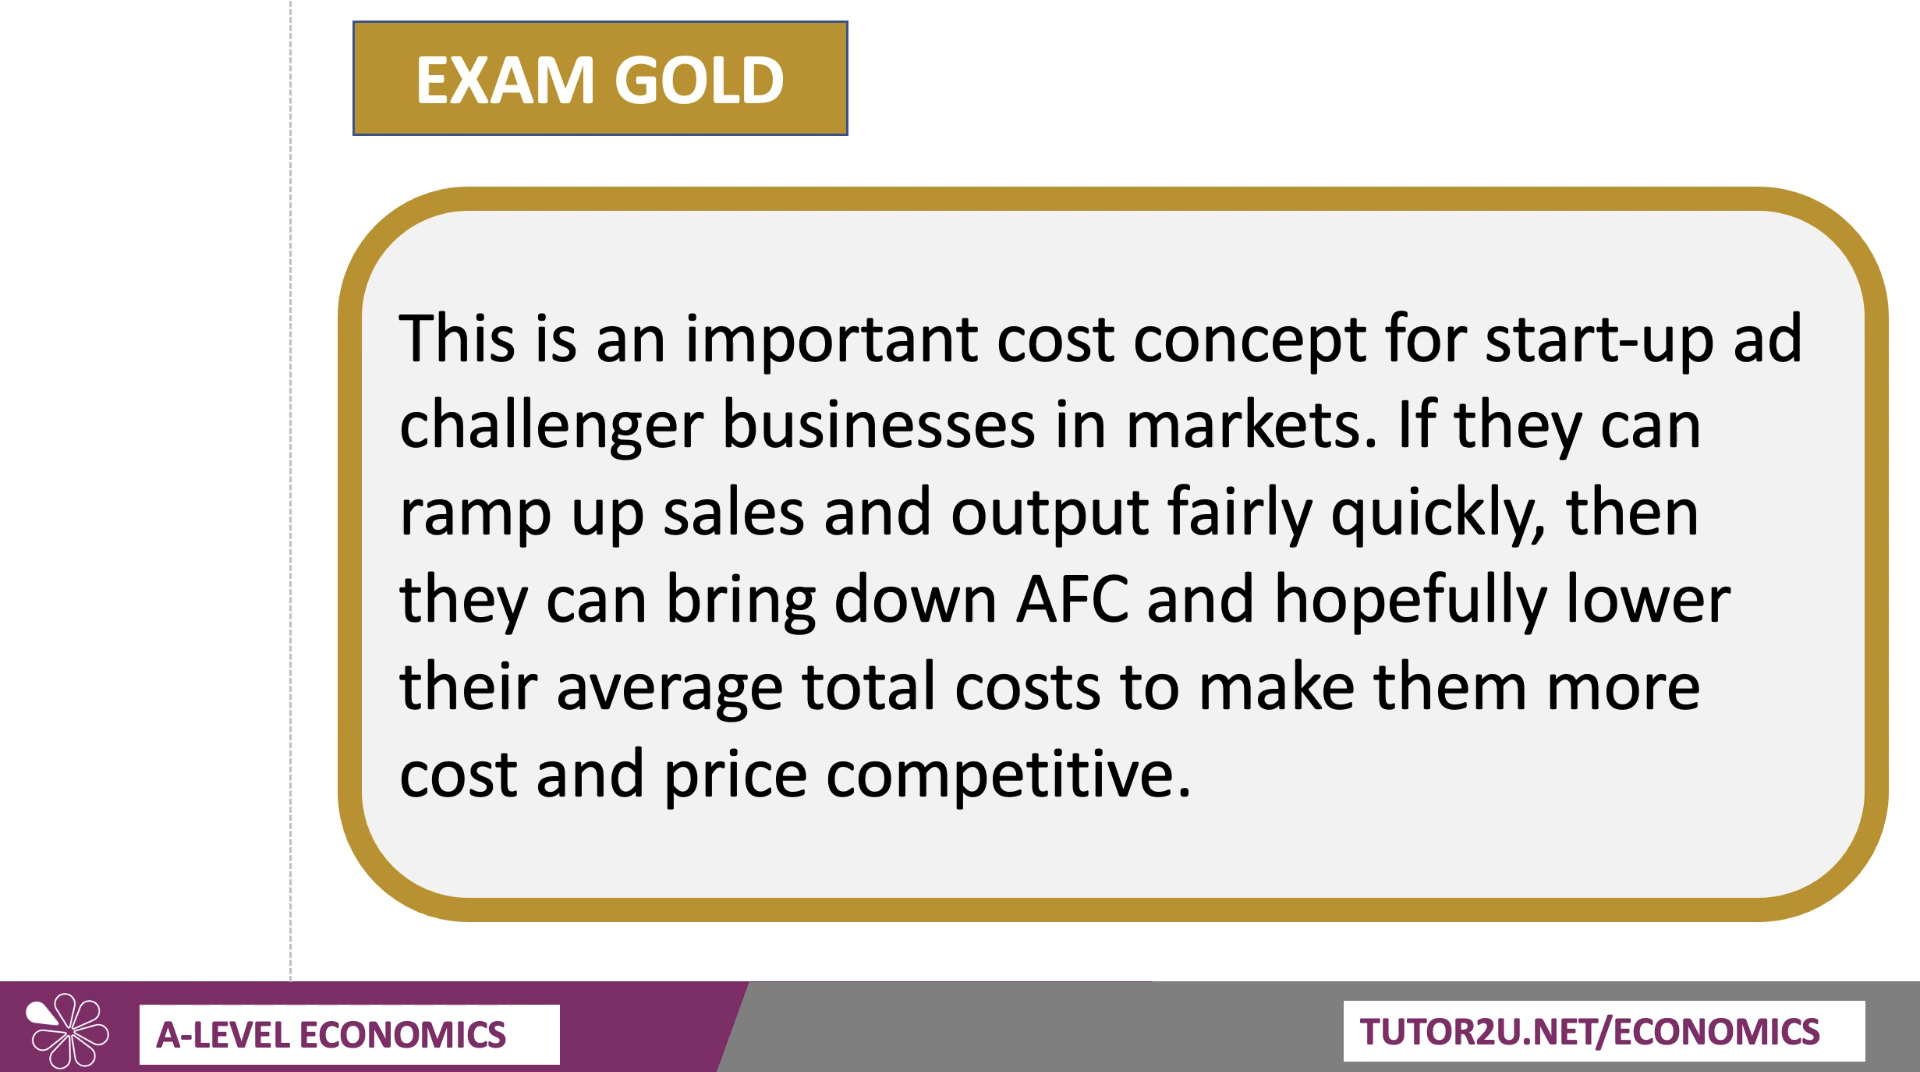 EXAM GOLD
This is an important cost concept for start-up ad
challenger businesses in markets. If they can
ramp up sales and output fairly quickly, then
they can bring down AFC and hopefully lower
their average total costs to make them more
cost and price competitive.
A-LEVEL ECONOMICS
TUTOR2U.NET/ECONOMICS